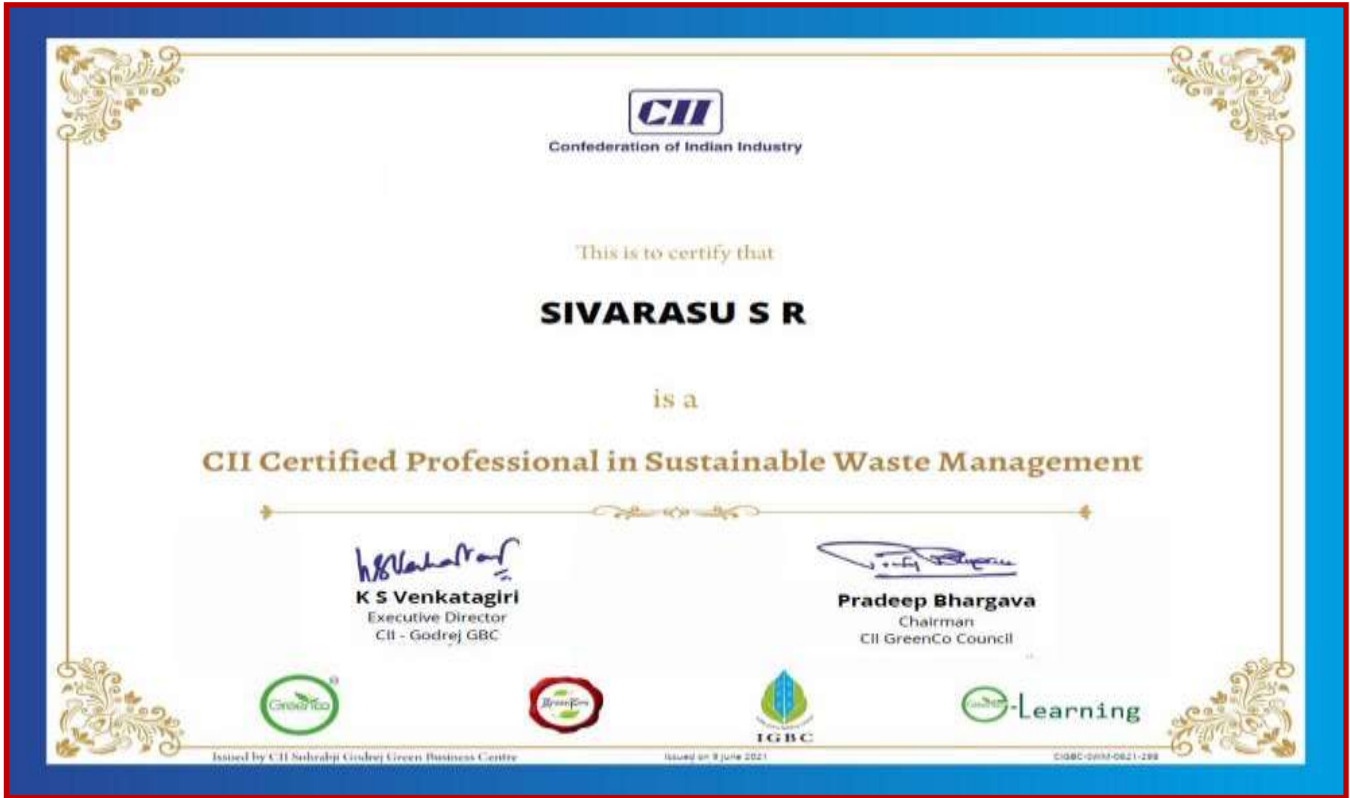 CII
Confederation of Indian Industry
This is to certify that
SIVARASU S R
is a
CII Certified Professional in Sustainable Waste Management
K S Venkatagiri
Executive Director
CII - Godrej GBC
Pradeep Bhargava
Chairman
CII GreenCo Council
GreenCo
IGBC
-Learning
Issued by CII Sohrabji Godrej Green Business Centre
Issued on 9 June 2021